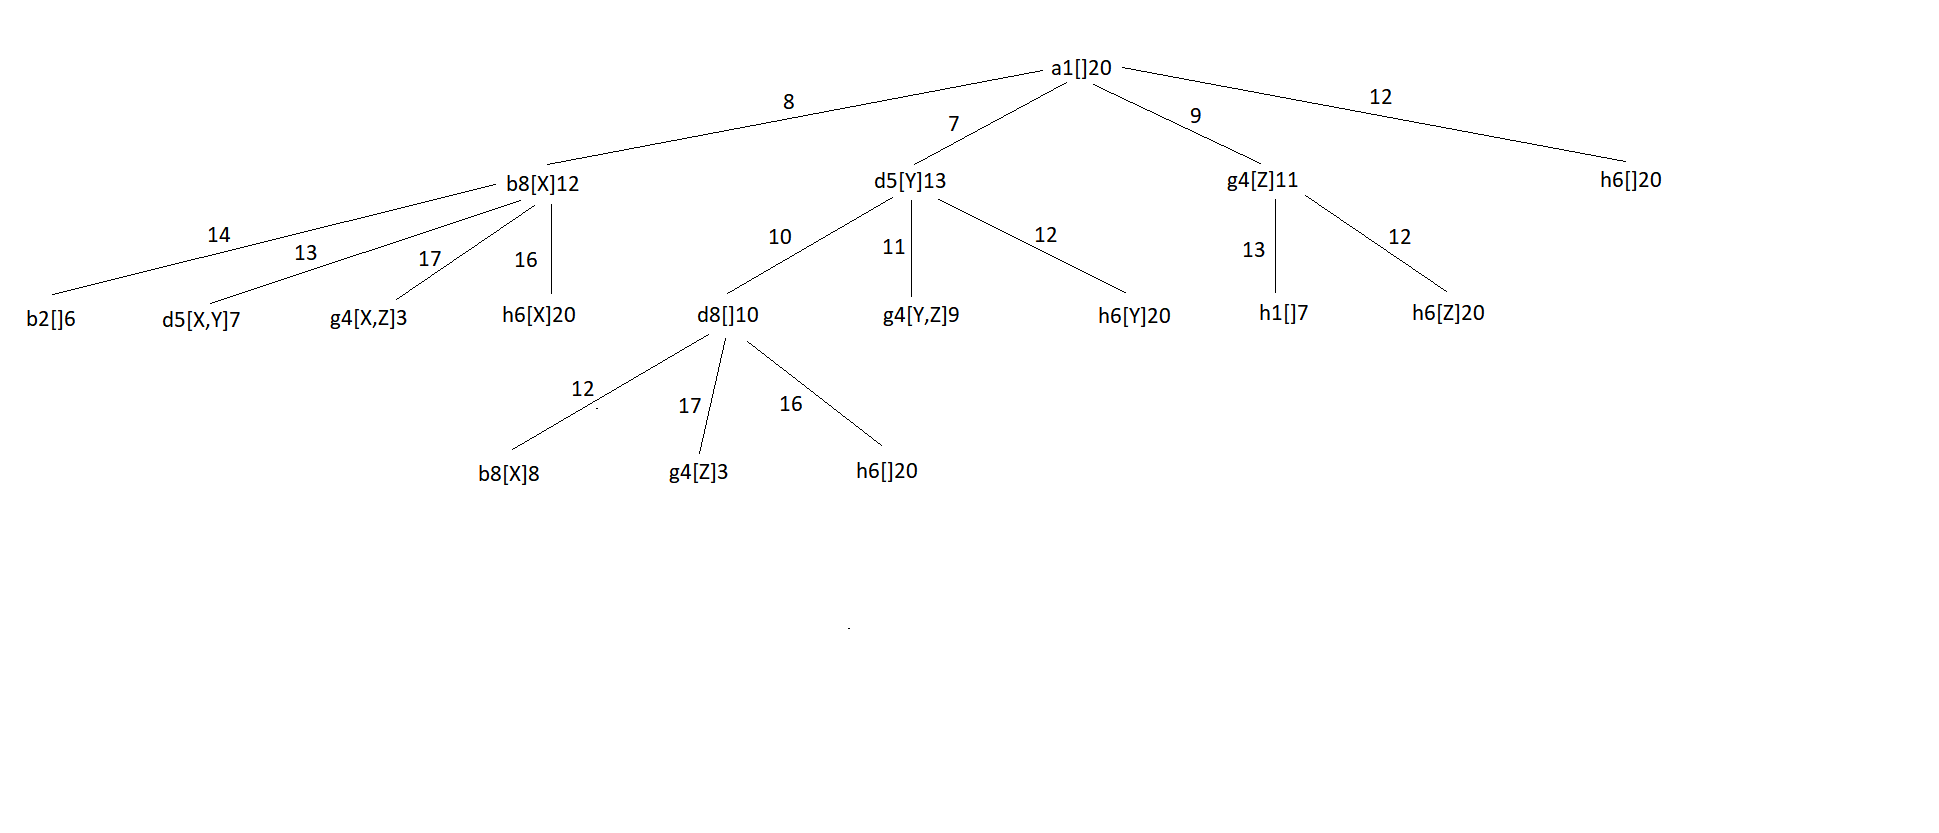 a1[]20
8
7
9
12
b8[X]12
d5[Y]13
g4[Z]11
h6[]20
14
13
17
16
10
11
12
13
12
b2[]6
d5[X,Y]7
g4[X,Z]3
h6[X]20
d8[]10
g4[Y,Z]9
h6[Y]20
h1[]7
h6[Z]20
12
17
16
b8[X]8
g4[Z]3
h6[]20